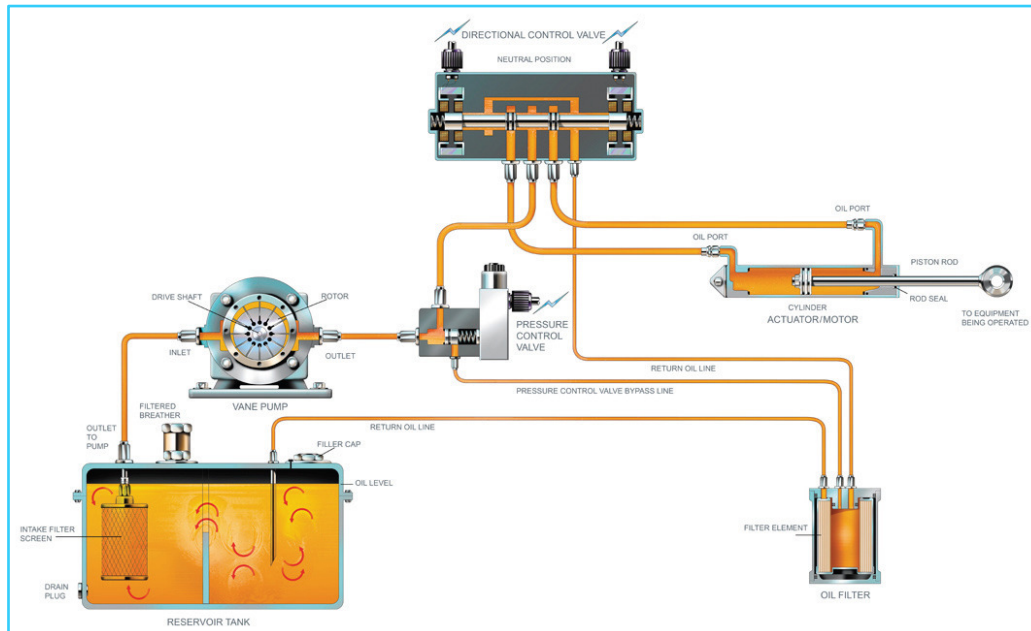 DIRECTIONAL CONTROL VALVE
NEUTRAL POSITION
OIL PORT
OIL PORT
PISTON ROD
ROD SEAL
CYLINDER
ACTUATOR/MOTOR
TO EQUIPMENT
BEING OPERATED
DRIVE SHAFT
ROTOR
INLET
OUTLET
PRESSURE
CONTROL
VALVE
VANE PUMP
RETURN OIL LINE
PRESSURE CONTROL VALVE BYPASS LINE
FILTERED
BREATHER
OUTLET
TO
PUMP
RETURN OIL LINE
FILLER CAP
OIL LEVEL
INTAKE FILTER
SCREEN
FILTER ELEMENT
DRAIN
PLUG
OIL FILTER
RESERVOIR TANK